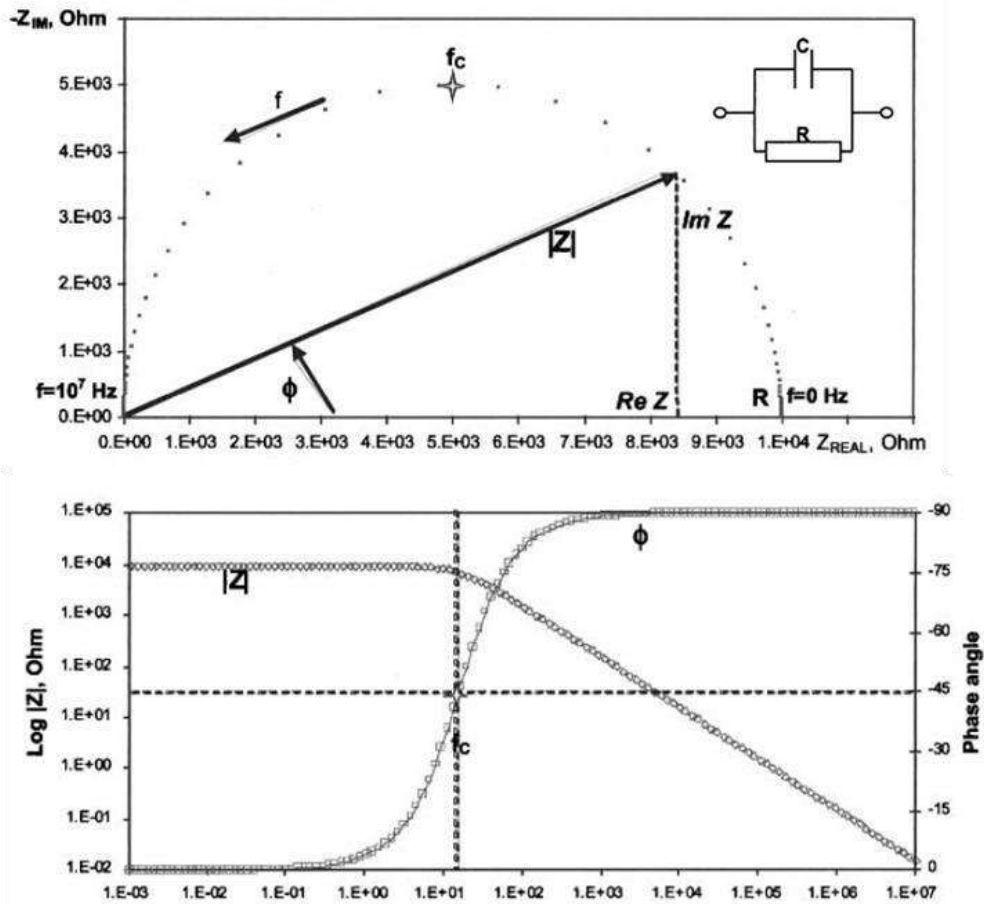 -Z_IM, Ohm
5.E+03
4.E+03
3.E+03
2.E+03
1.E+03
0.E+00
f=10⁷ Hz
f
f_C
C
R
|Z|
Im Z
ϕ
Re Z
R f=0 Hz
0.E+00 1.E+03 2.E+03 3.E+03 4.E+03 5.E+03 6.E+03 7.E+03 8.E+03 9.E+03 1.E+04 Z_REAL, Ohm
Log |Z|, Ohm
1.E+05
1.E+04
1.E+03
1.E+02
1.E+01
1.E+00
1.E-01
1.E-02
|Z|
ϕ
f_C
-90
-75
-60
-45
-30
-15
0
Phase angle
1.E-03 1.E-02 1.E-01 1.E+00 1.E+01 1.E+02 1.E+03 1.E+04 1.E+05 1.E+06 1.E+07